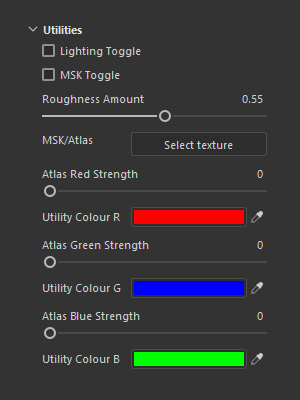 Utilities
Lighting Toggle
MSK Toggle
Roughness Amount 0.55
MSK/Atlas Select texture
Atlas Red Strength 0
Utility Colour R
Atlas Green Strength 0
Utility Colour G
Atlas Blue Strength 0
Utility Colour B